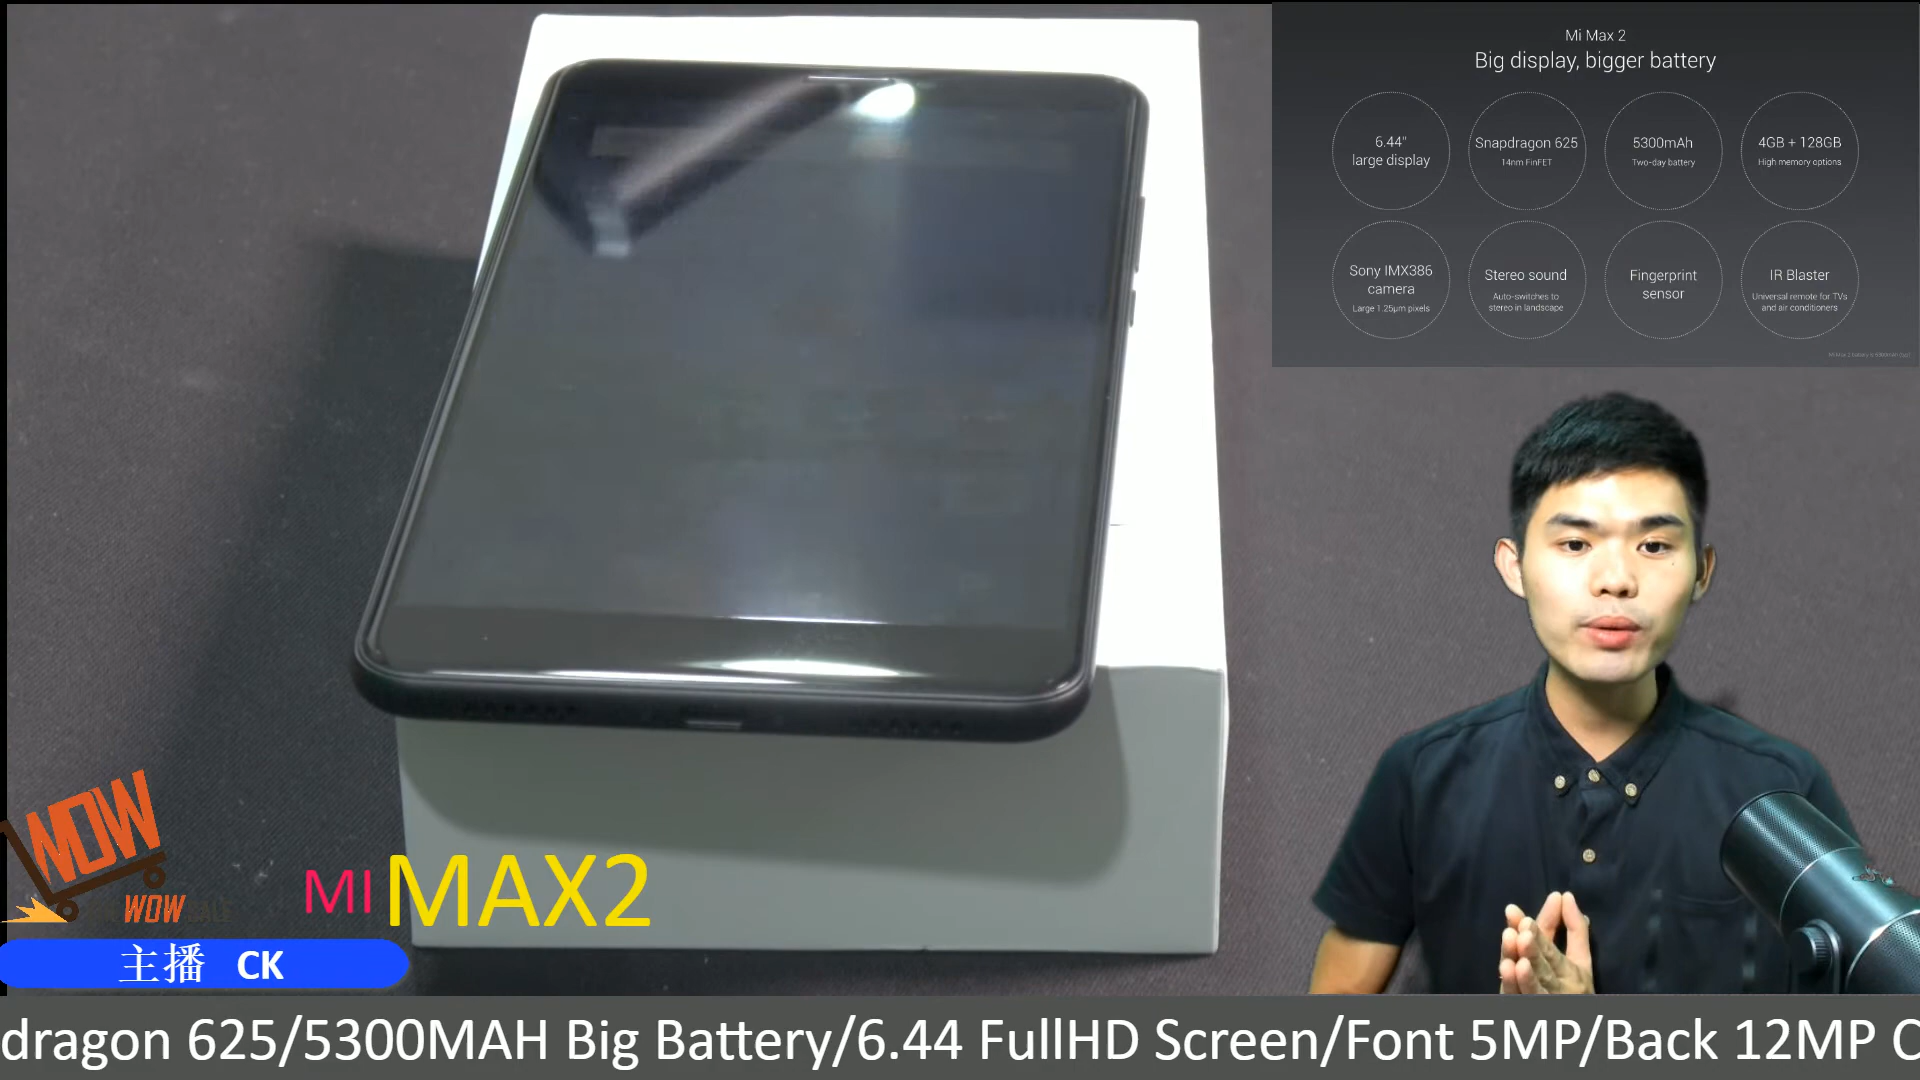 Mi Max 2
Big display, bigger battery
6.44"
large display
Snapdragon 625
14nm FinFET
5300mAh
Two-day battery
4GB + 128GB
High memory options
Sony IMX386
camera
Large 1.25μm pixels
Stereo sound
Auto-switches to
stereo in landscape
Fingerprint
sensor
IR Blaster
Universal remote for TVs
and air conditioners
WOW
WOW
MI MAX2
主播 CK
dragon 625/5300MAH Big Battery/6.44 FullHD Screen/Font 5MP/Back 12MP C